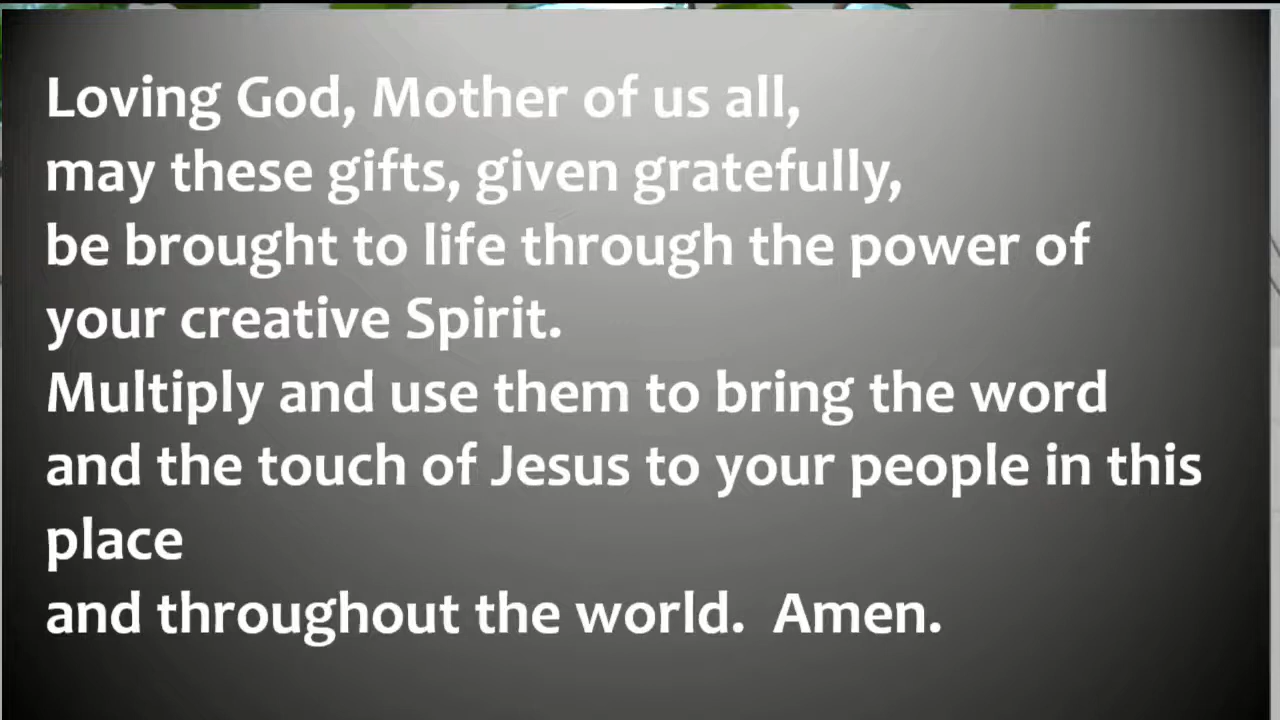 Loving God, Mother of us all,
may these gifts, given gratefully,
be brought to life through the power of
your creative Spirit.
Multiply and use them to bring the word
and the touch of Jesus to your people in this
place
and throughout the world.  Amen.